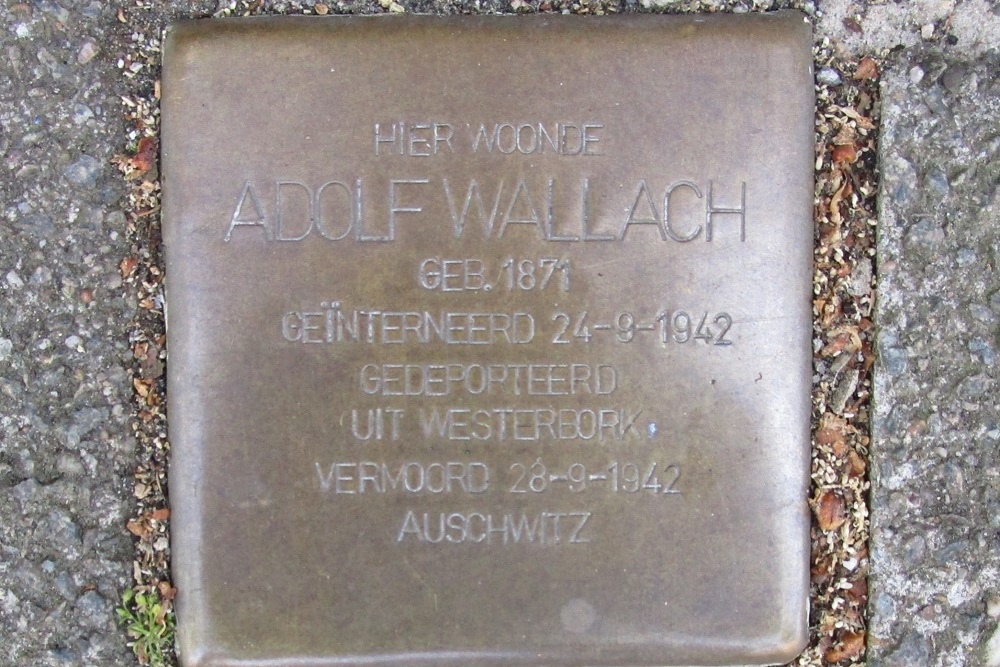 HIER WOONDE
ADOLF WALLACH
GEB. 1871
GEÏNTERNEERD 24-9-1942
GEDEPORTEERD
UIT WESTERBORK
VERMOORD 28-9-1942
AUSCHWITZ